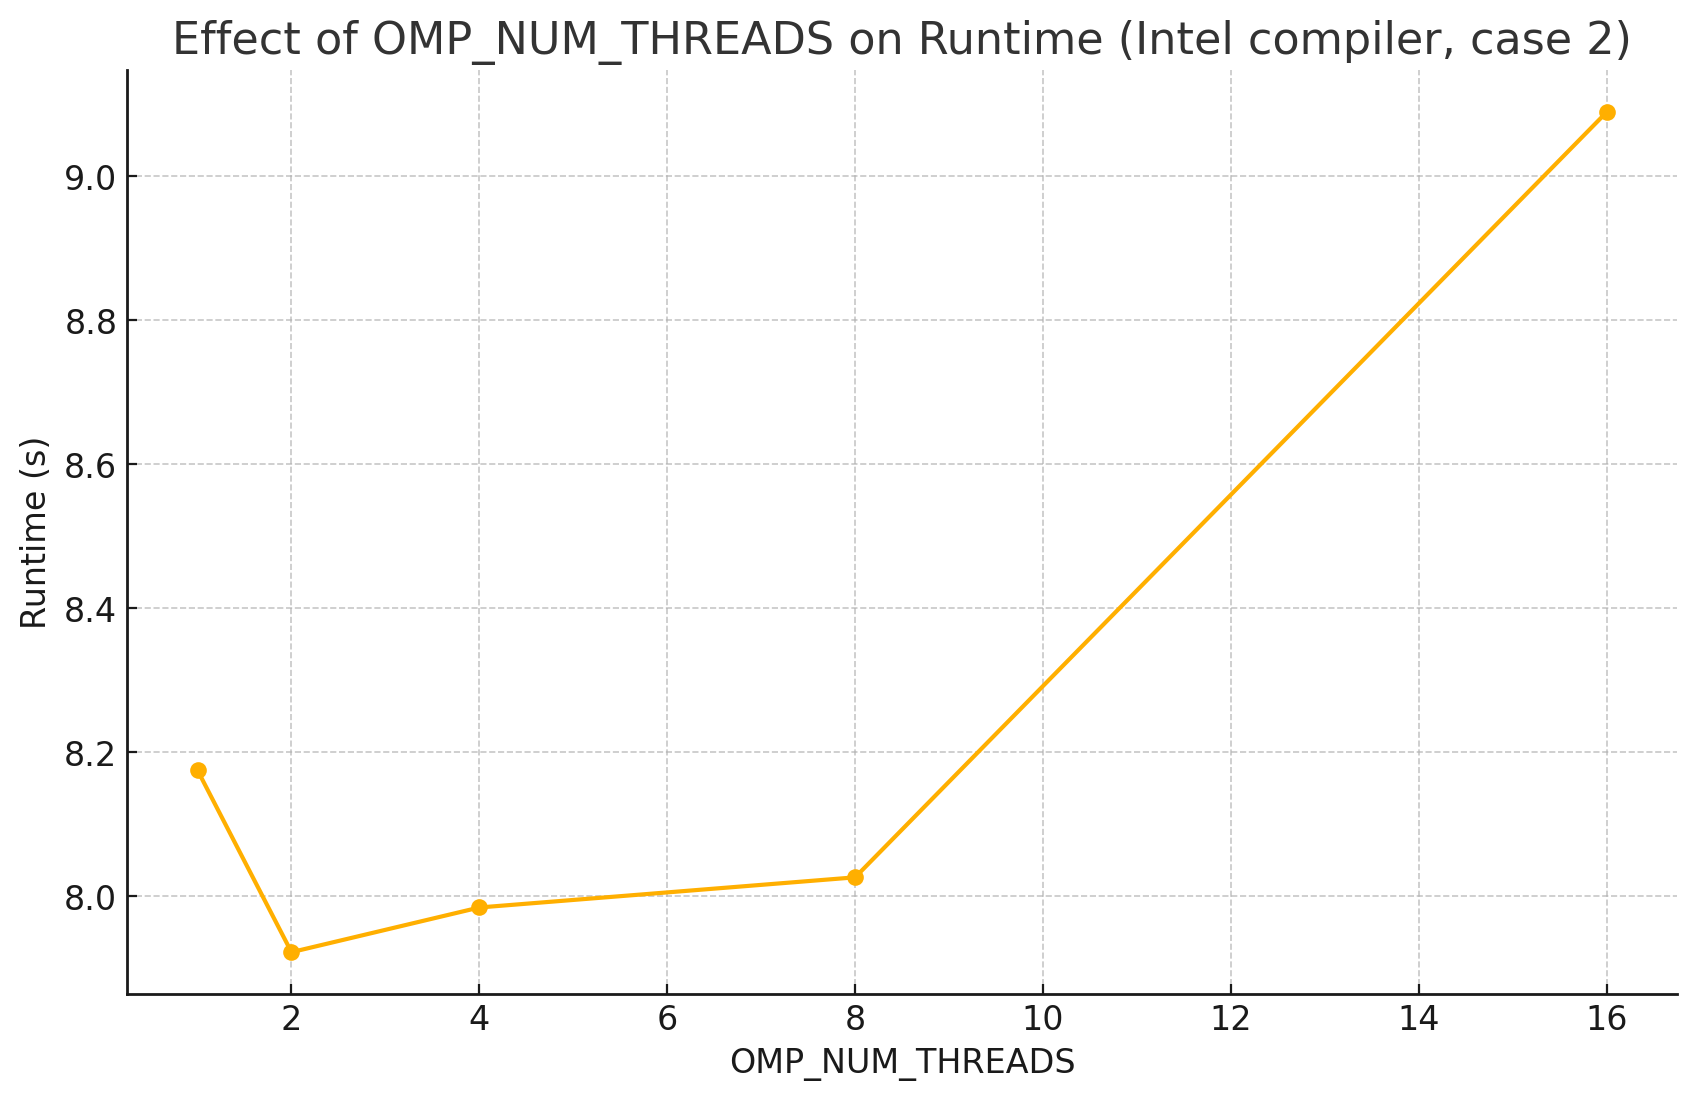 Effect of OMP_NUM_THREADS on Runtime (Intel compiler, case 2)
Runtime (s)
9.0
8.8
8.6
8.4
8.2
8.0
2 4 6 8 10 12 14 16
OMP_NUM_THREADS